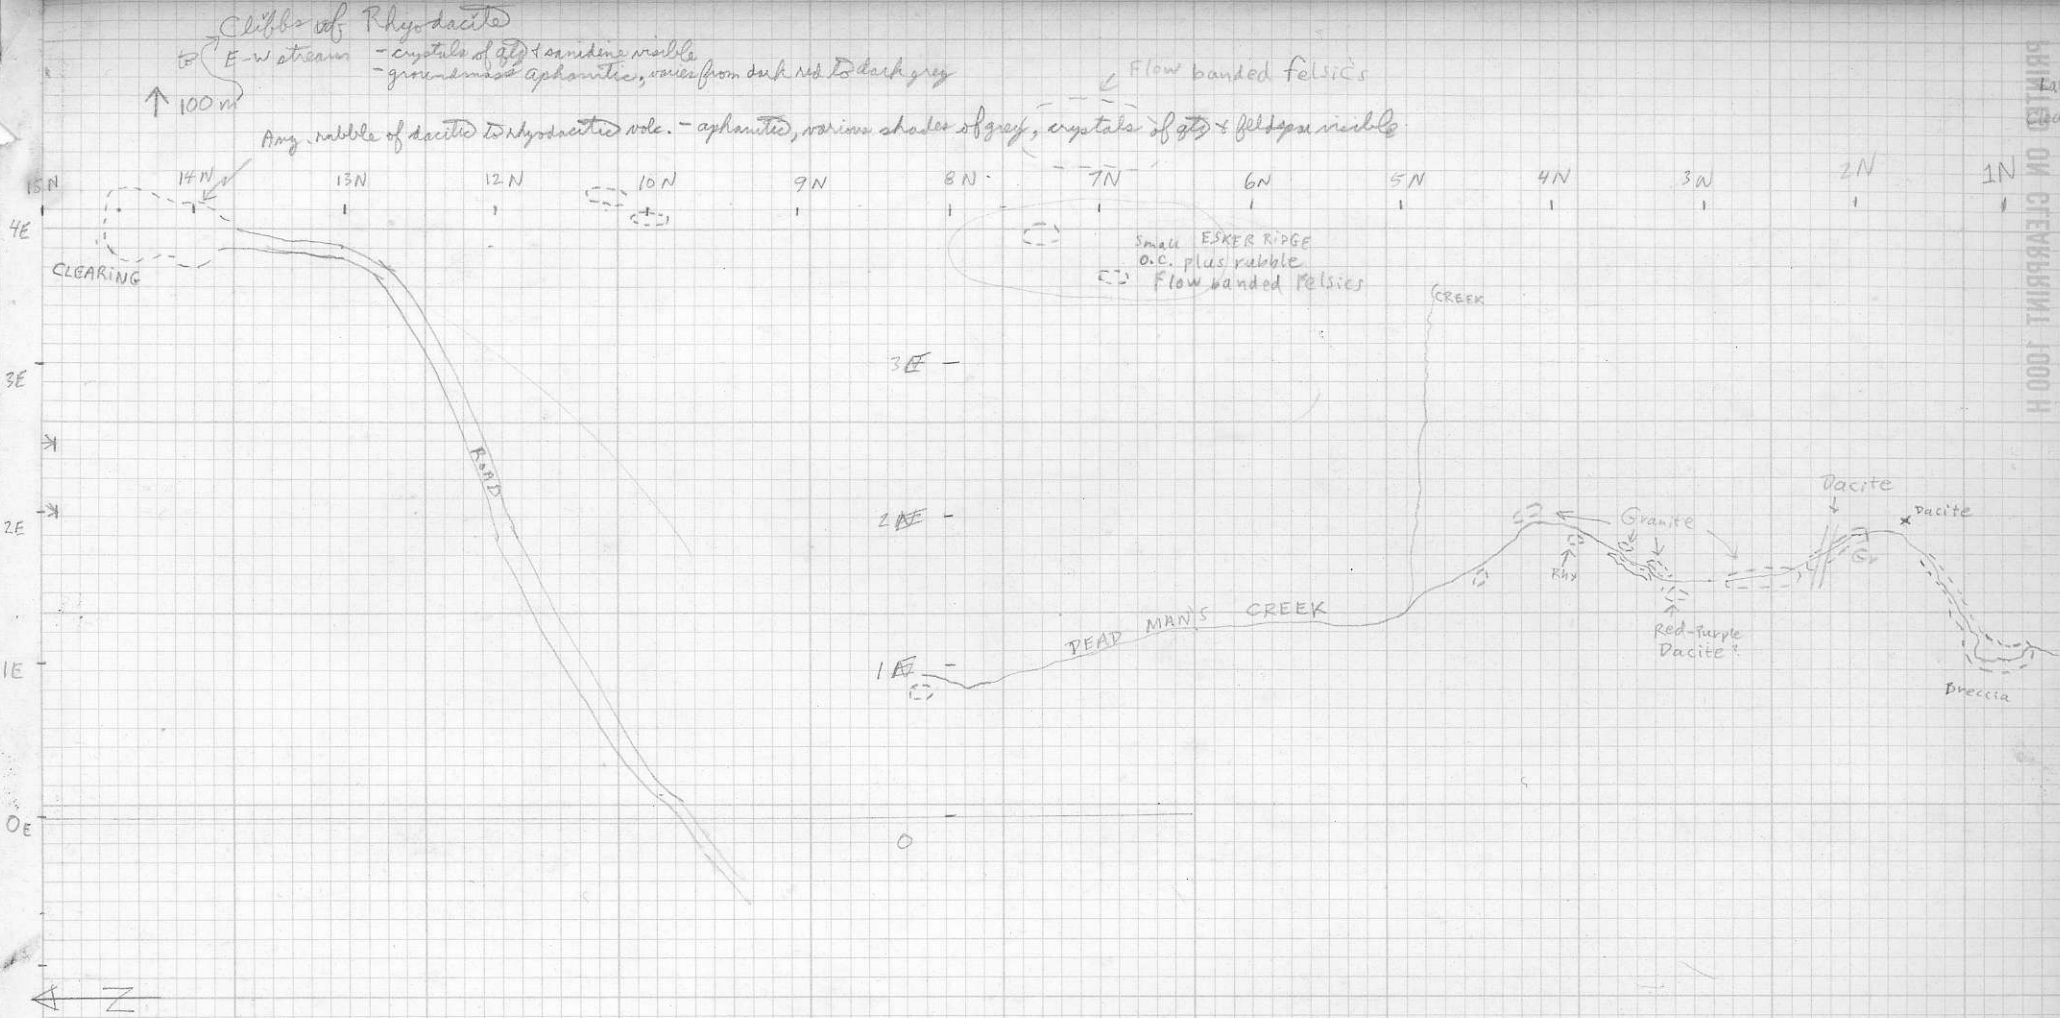 Cliffs of Rhyodacite
E-W stream - crystals of qtz & sanidine visible
- groundmass aphanitic, varies from dark red to dark grey
↑ 100 m
Flow banded felsics
Ang. rubble of dacitic to rhyodacitic volc. - aphanitic, various shades of grey, crystals of qtz & feldspar visible
15N 14N 13N 12N 10N 9N 8N 7N 6N 5N 4N 3N 2N 1N
4E
CLEARING
Small ESKER RIDGE
O.C. plus rubble
Flow banded Felsics
CREEK
3E
3E
ROAD
Dacite
2E
2E
Granite
Dacite
Rhy
Gr
DEAD MAN'S CREEK
Red-Purple
Dacite?
1E
1E
Breccia
0E
0
N
PRINTED ON CLEARPRINT 1000 H